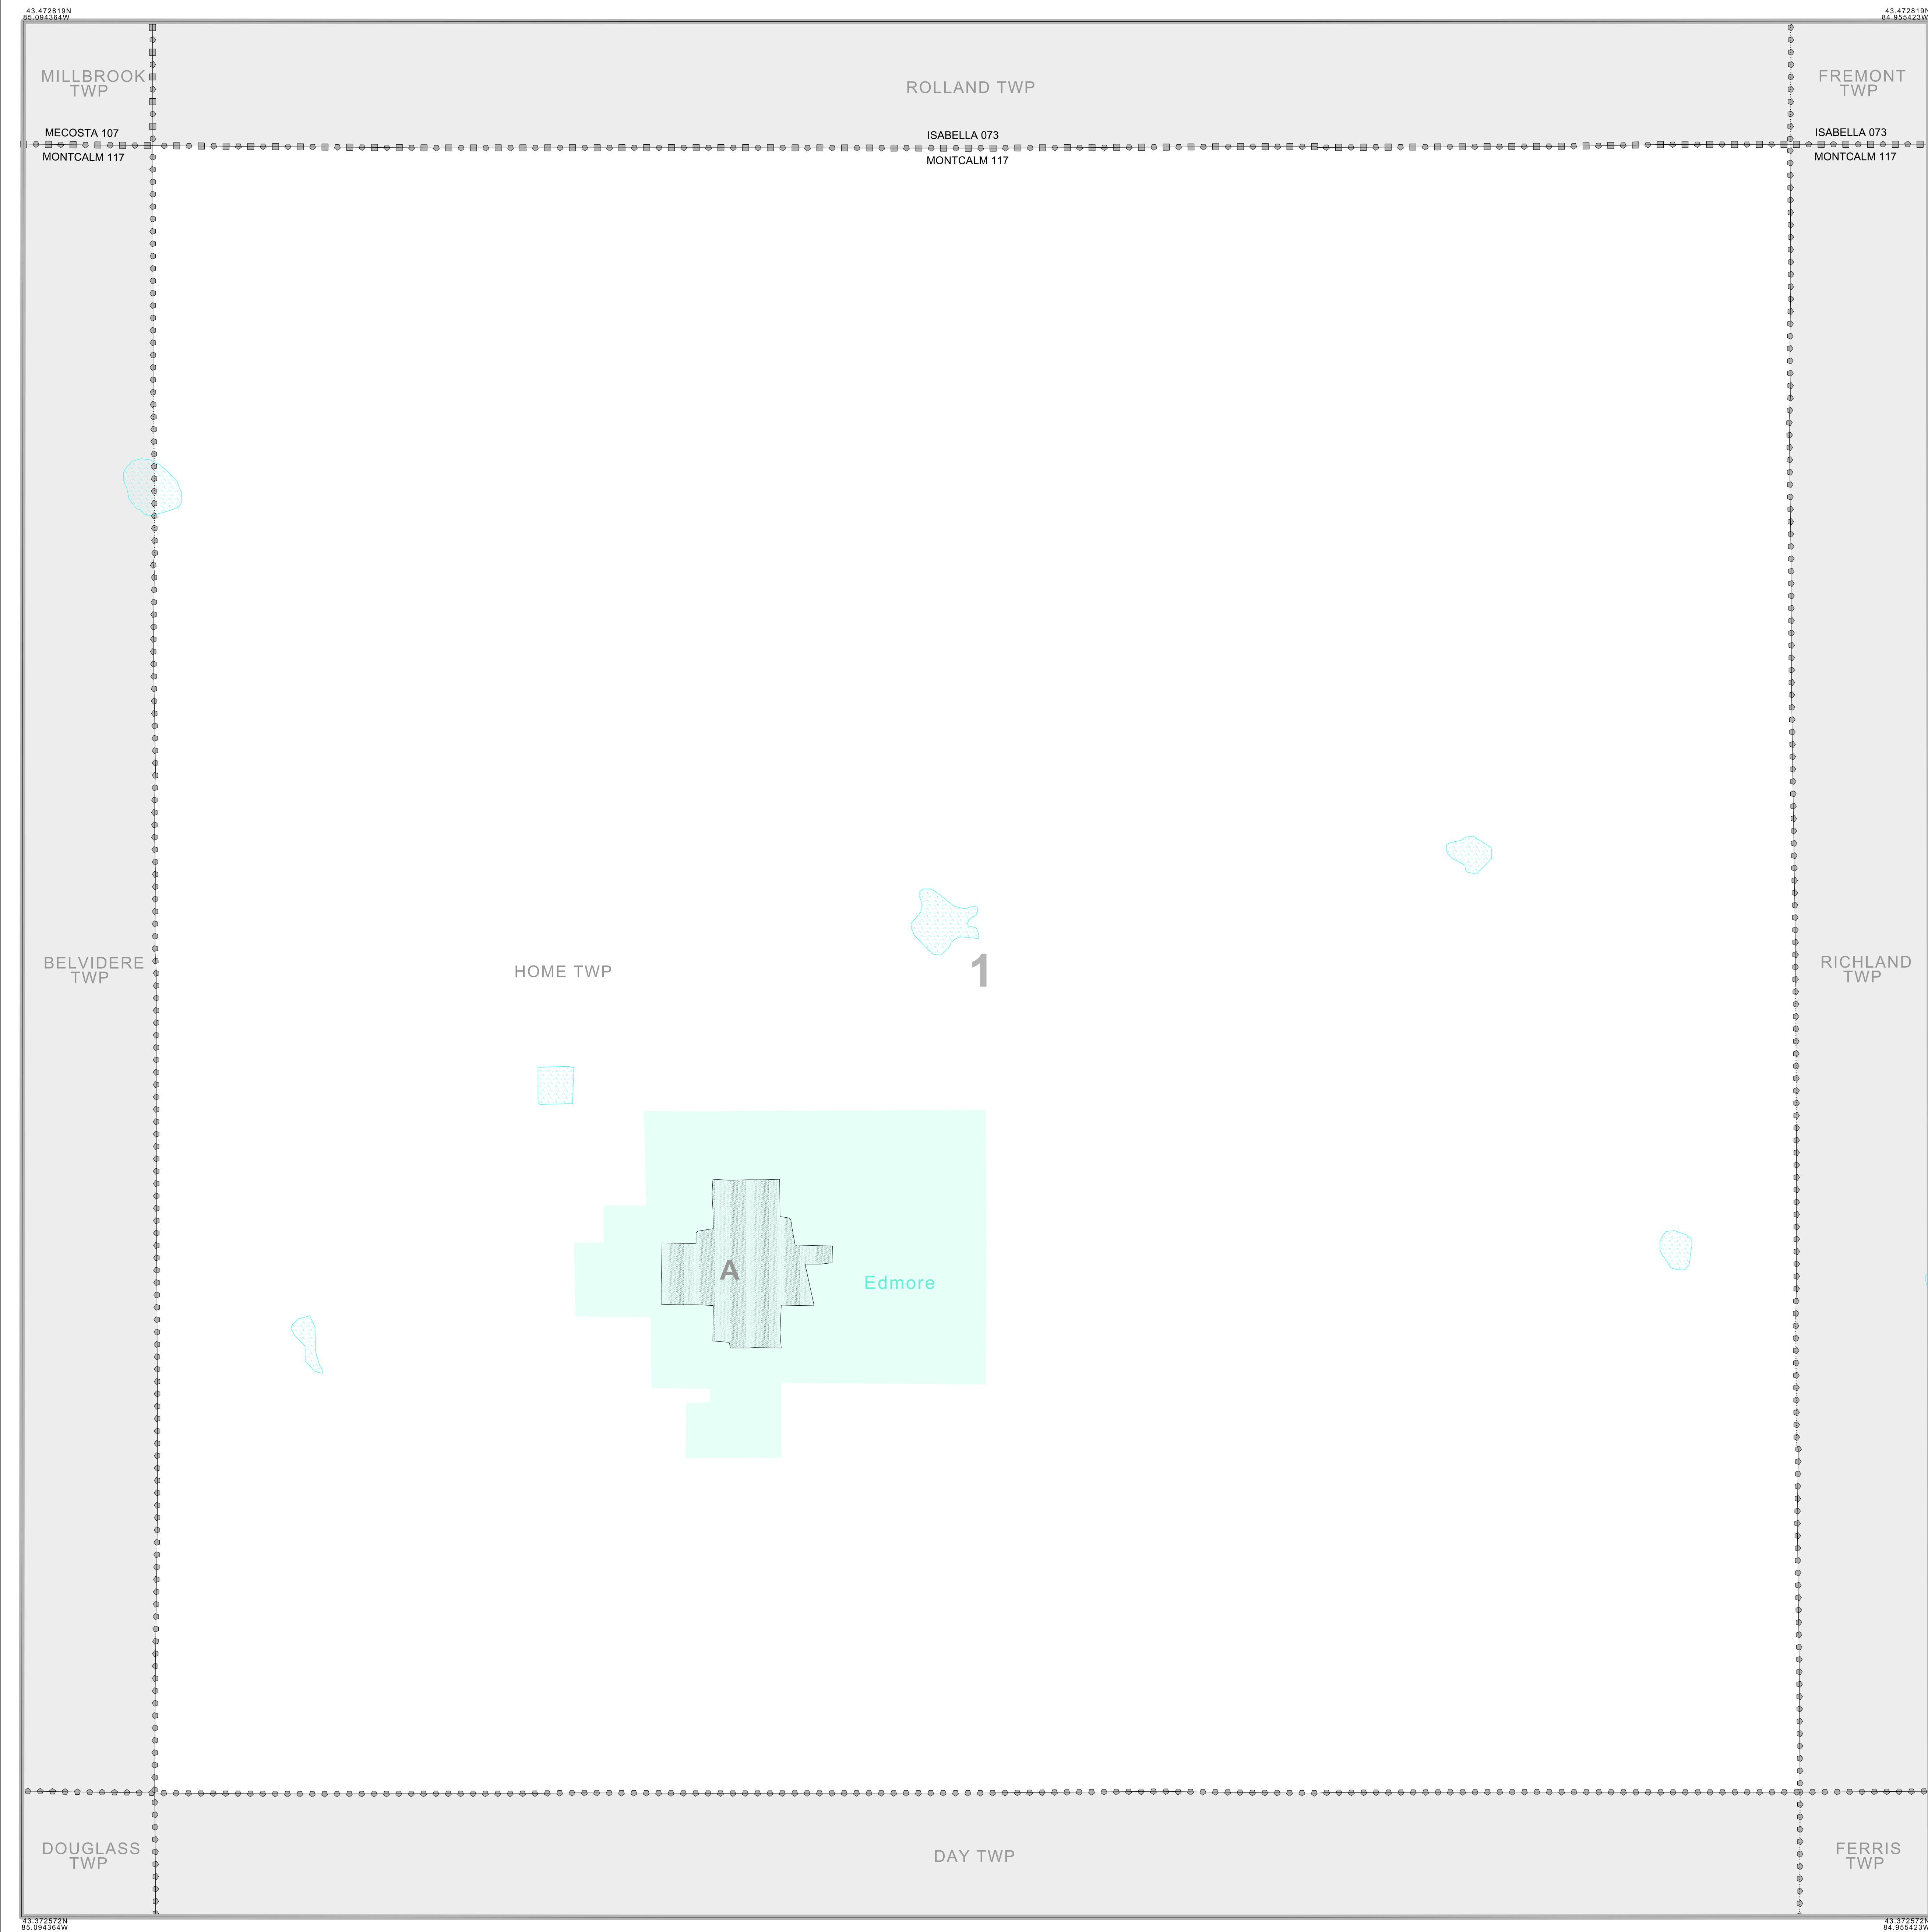 43.472819N
85.094364W
43.472819N
84.955423W
MILLBROOK
TWP
ROLLAND TWP
FREMONT
TWP
MECOSTA 107
MONTCALM 117
ISABELLA 073
MONTCALM 117
ISABELLA 073
MONTCALM 117
BELVIDERE
TWP
HOME TWP
1
RICHLAND
TWP
A
Edmore
DOUGLASS
TWP
DAY TWP
FERRIS
TWP
43.372572N
85.094364W
43.372572N
84.955423W